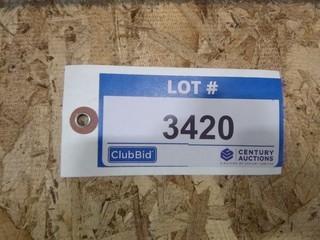 LOT #
3420
ClubBid
CENTURY
AUCTIONS